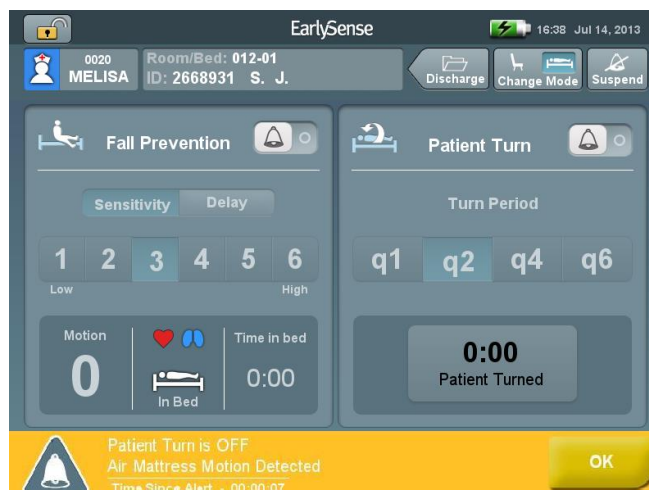 EarlySense
16:38 Jul 14, 2013
0020
MELISA
Room/Bed: 012-01
ID: 2668931 S. J.
Discharge
Change Mode
Suspend
Fall Prevention
Sensitivity
Delay
1 2 3 4 5 6
Low
High
Motion
0
In Bed
Time in bed
0:00
Patient Turn
Turn Period
q1 q2 q4 q6
0:00
Patient Turned
Patient Turn is OFF
Air Mattress Motion Detected
Time Since Alert - 00:00:07
OK